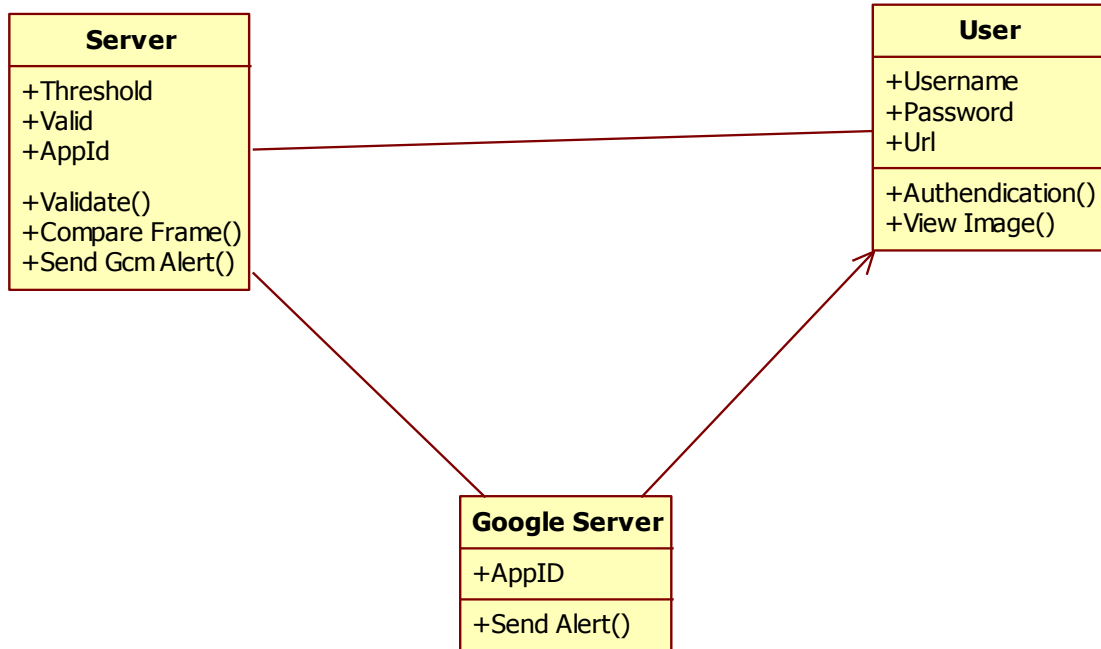 Server
+Threshold
+Valid
+AppId
+Validate()
+Compare Frame()
+Send Gcm Alert()
User
+Username
+Password
+Url
+Authendication()
+View Image()
Google Server
+AppID
+Send Alert()